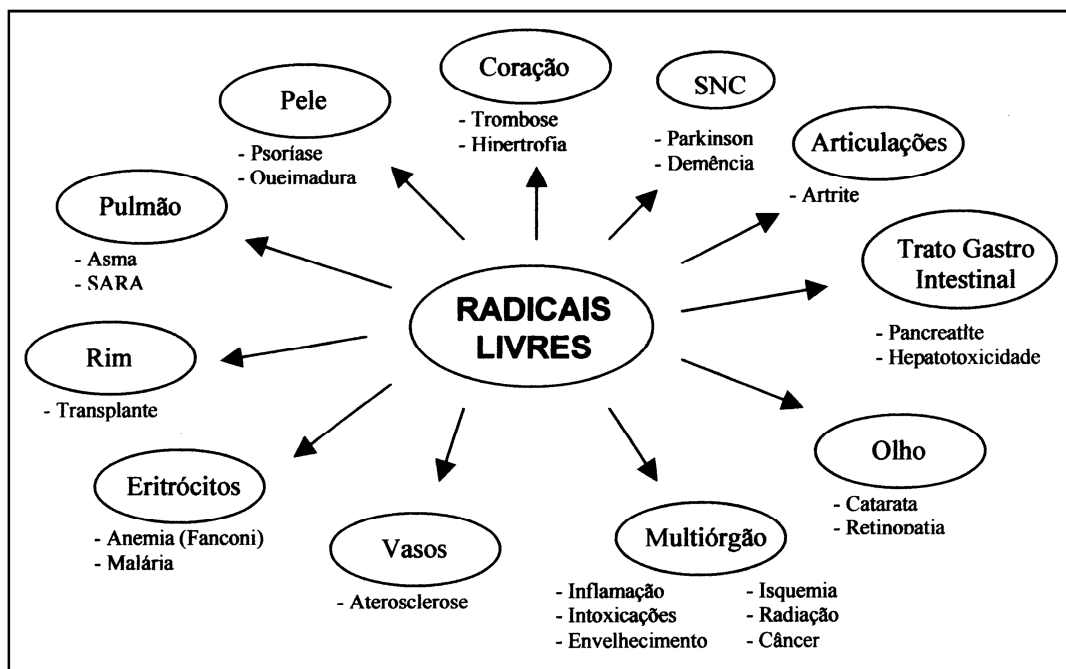 Coração
- Trombose
- Hipertrofia
SNC
- Parkinson
- Demência
Pele
- Psoríase
- Queimadura
Articulações
- Artrite
Pulmão
- Asma
- SARA
Trato Gastro
Intestinal
- Pancreatite
- Hepatotoxicidade
RADICAIS
LIVRES
Rim
- Transplante
Olho
- Catarata
- Retinopatia
Eritrócitos
- Anemia (Fanconi)
- Malária
Vasos
- Aterosclerose
Multiórgão
- Inflamação
- Intoxicações
- Envelhecimento
- Isquemia
- Radiação
- Câncer